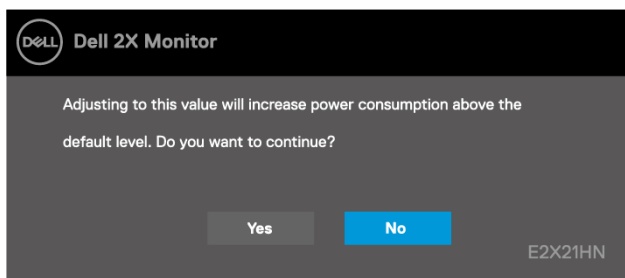 DELL Dell 2X Monitor
Adjusting to this value will increase power consumption above the
default level. Do you want to continue?
Yes No
E2X21HN